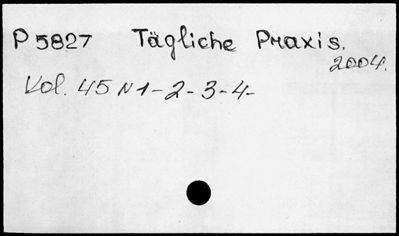 P 5827 Tägliche Praxis.
2004.
Vol. 45 N 1-2-3-4-